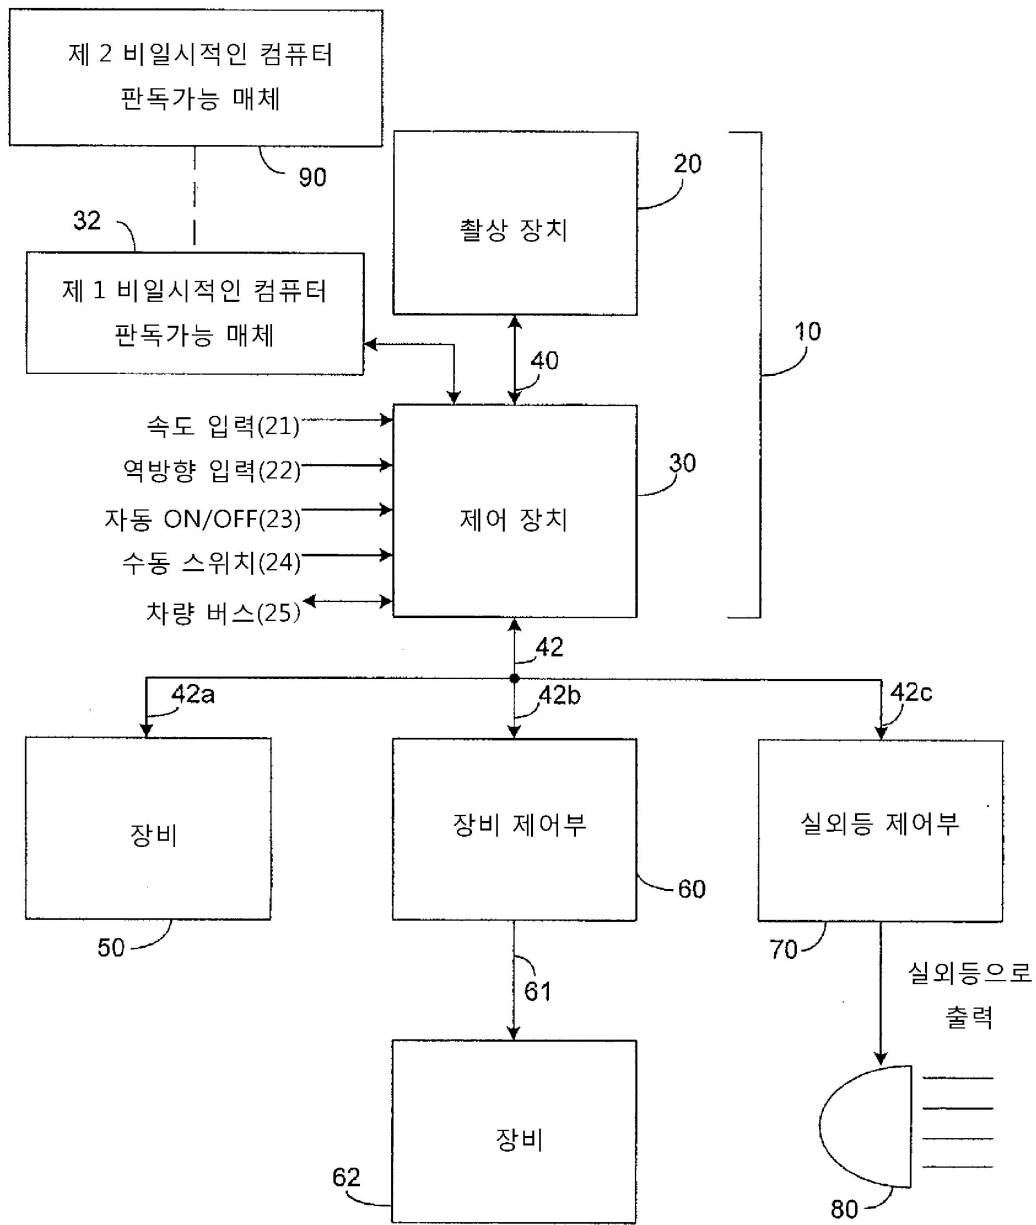 제 2 비일시적인 컴퓨터
판독가능 매체
90
32
제 1 비일시적인 컴퓨터
판독가능 매체
20
촬상 장치
10
40
속도 입력(21)
역방향 입력(22)
자동 ON/OFF(23)
수동 스위치(24)
차량 버스(25)
30
제어 장치
42
42a
42b
42c
장비
50
장비 제어부
60
실외등 제어부
70
61
실외등으로
출력
장비
62
80